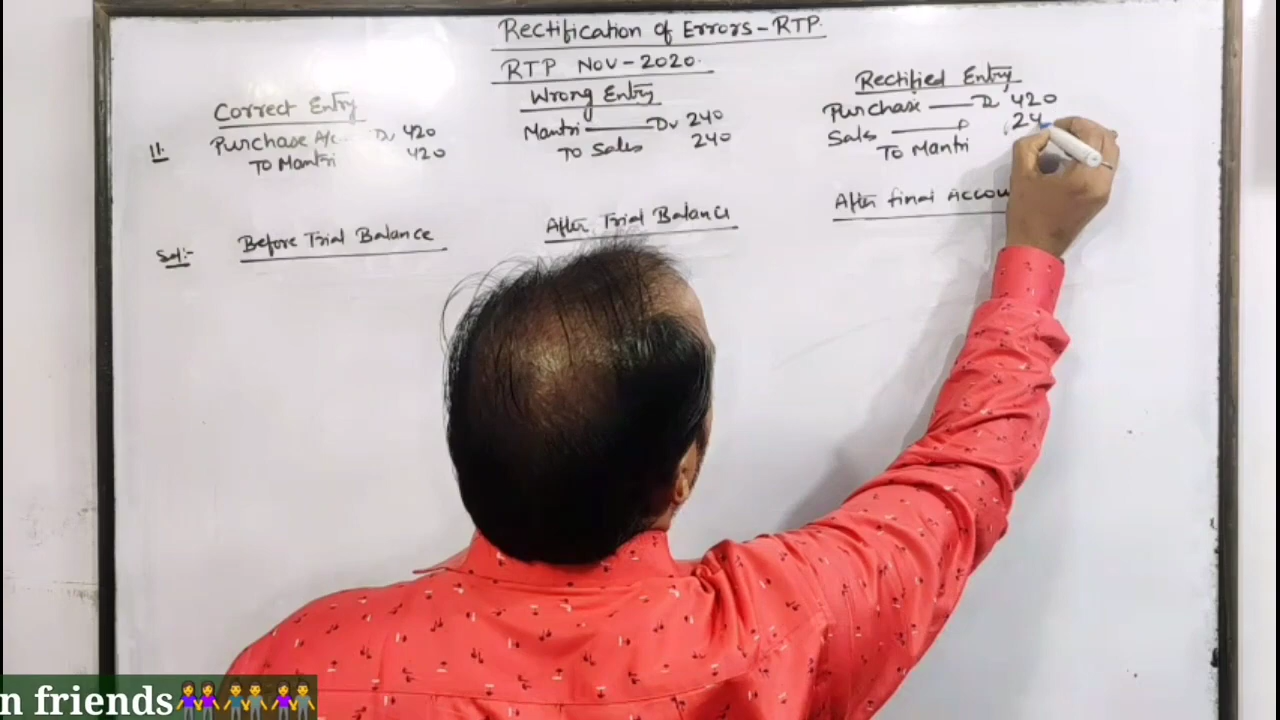 Rectification of Errors - RTP.
RTP NOV - 2020.
Correct Entry
Purchase A/c... Dr 420
To Mantri 420
11.
Wrong Entry
Mantri Dr 240
To Sales 240
Rectified Entry
Purchase Dr 420
Sales D 24
To Mantri
Sol:-
Before Trial Balance
After Trial Balance
After final Accou
n friends